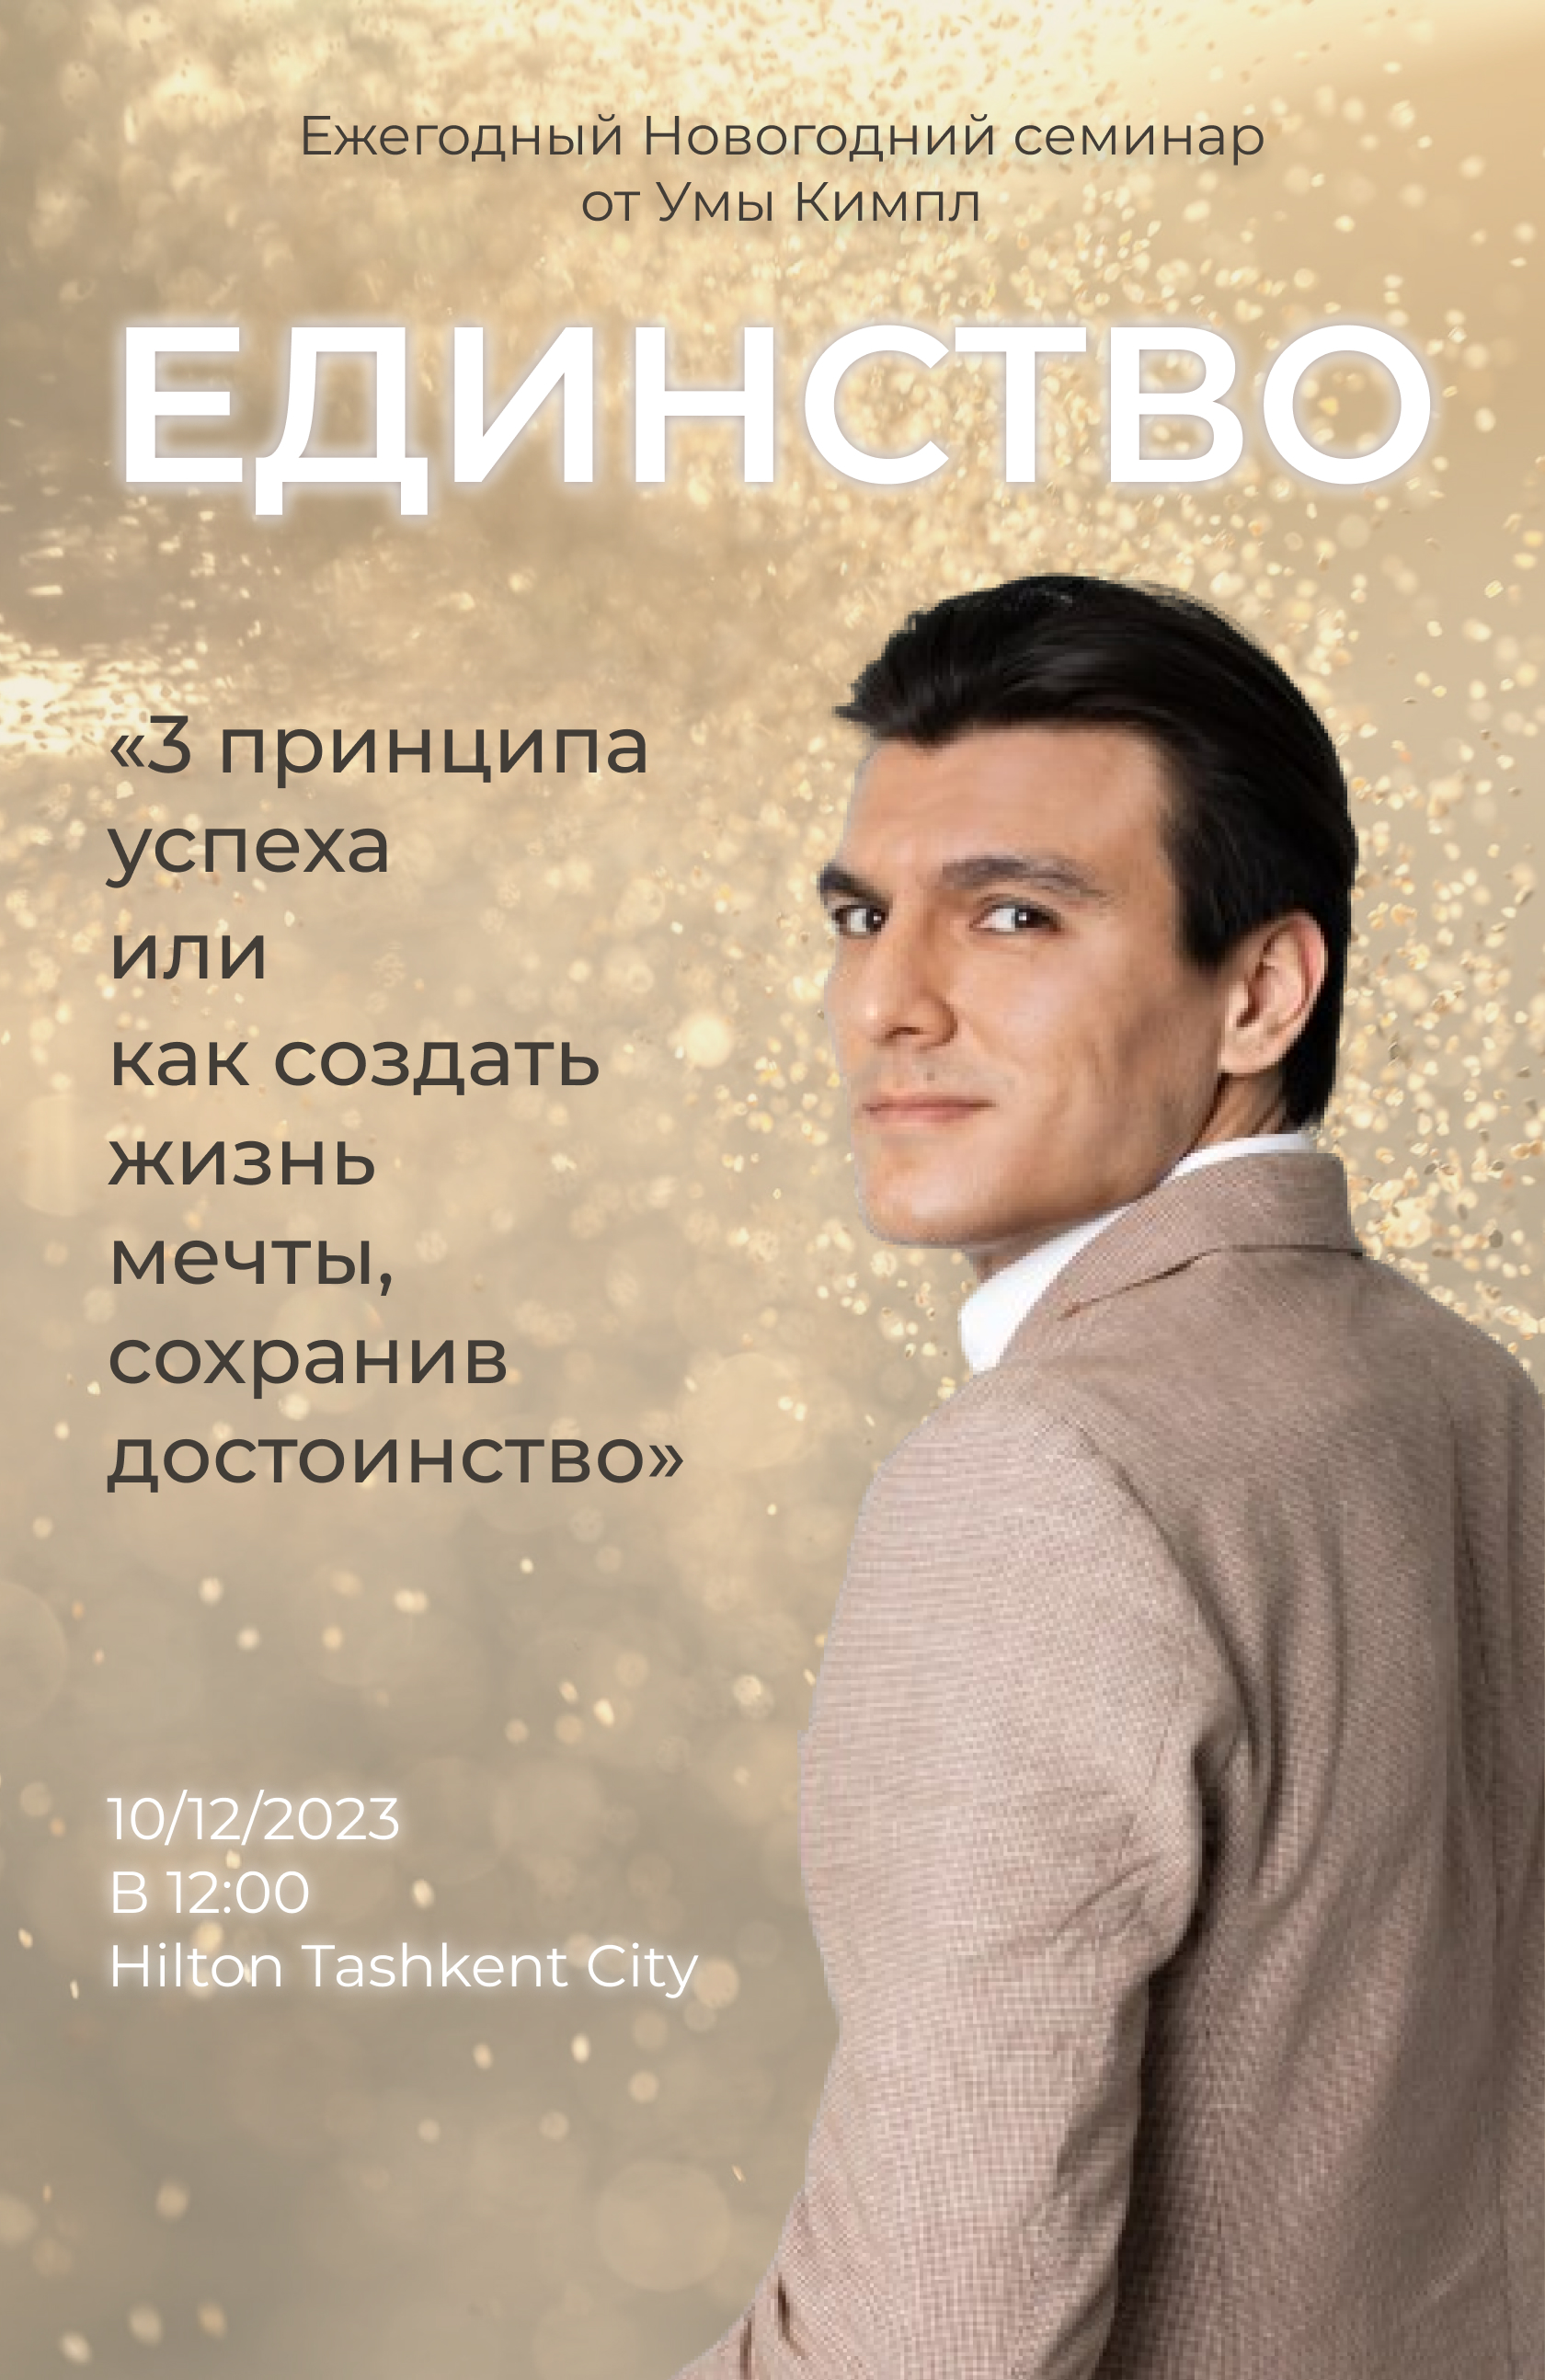 Ежегодный Новогодний семинар
от Умы Кимпл
ЕДИНСТВО
«3 принципа
успеха
или
как создать
жизнь
мечты,
сохранив
достоинство»
10/12/2023
В 12:00
Hilton Tashkent City